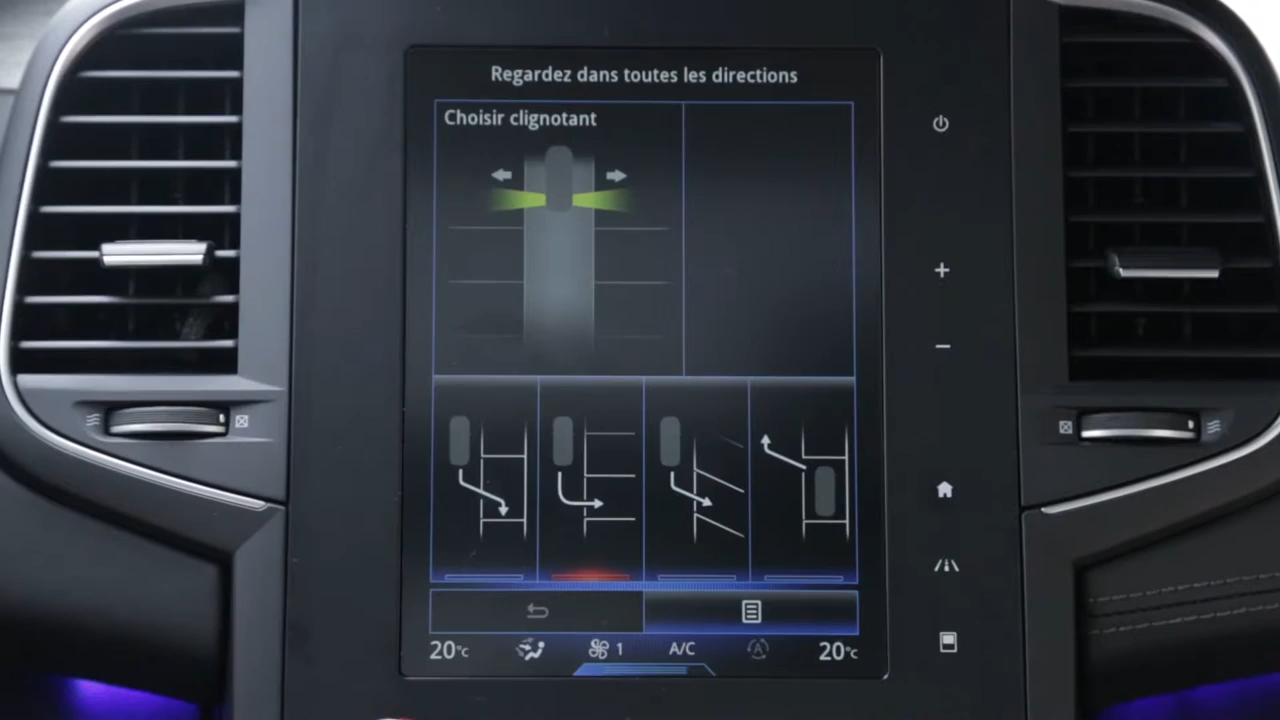 Regardez dans toutes les directions
Choisir clignotant
20°c
1
A/C
A
20°c